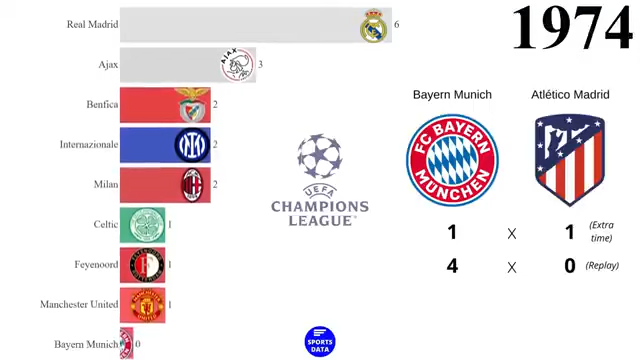 1974
Real Madrid 6
Ajax AJAX 3
Benfica 2
Internazionale 2
Milan 2
Celtic 1
Feyenoord 1
Manchester United 1
Bayern Munich 0
UEFA
CHAMPIONS
LEAGUE
Bayern Munich Atlético Madrid
FC BAYERN
MÜNCHEN
1 X 1 (Extra
time)
4 X 0 (Replay)
SPORTS
DATA